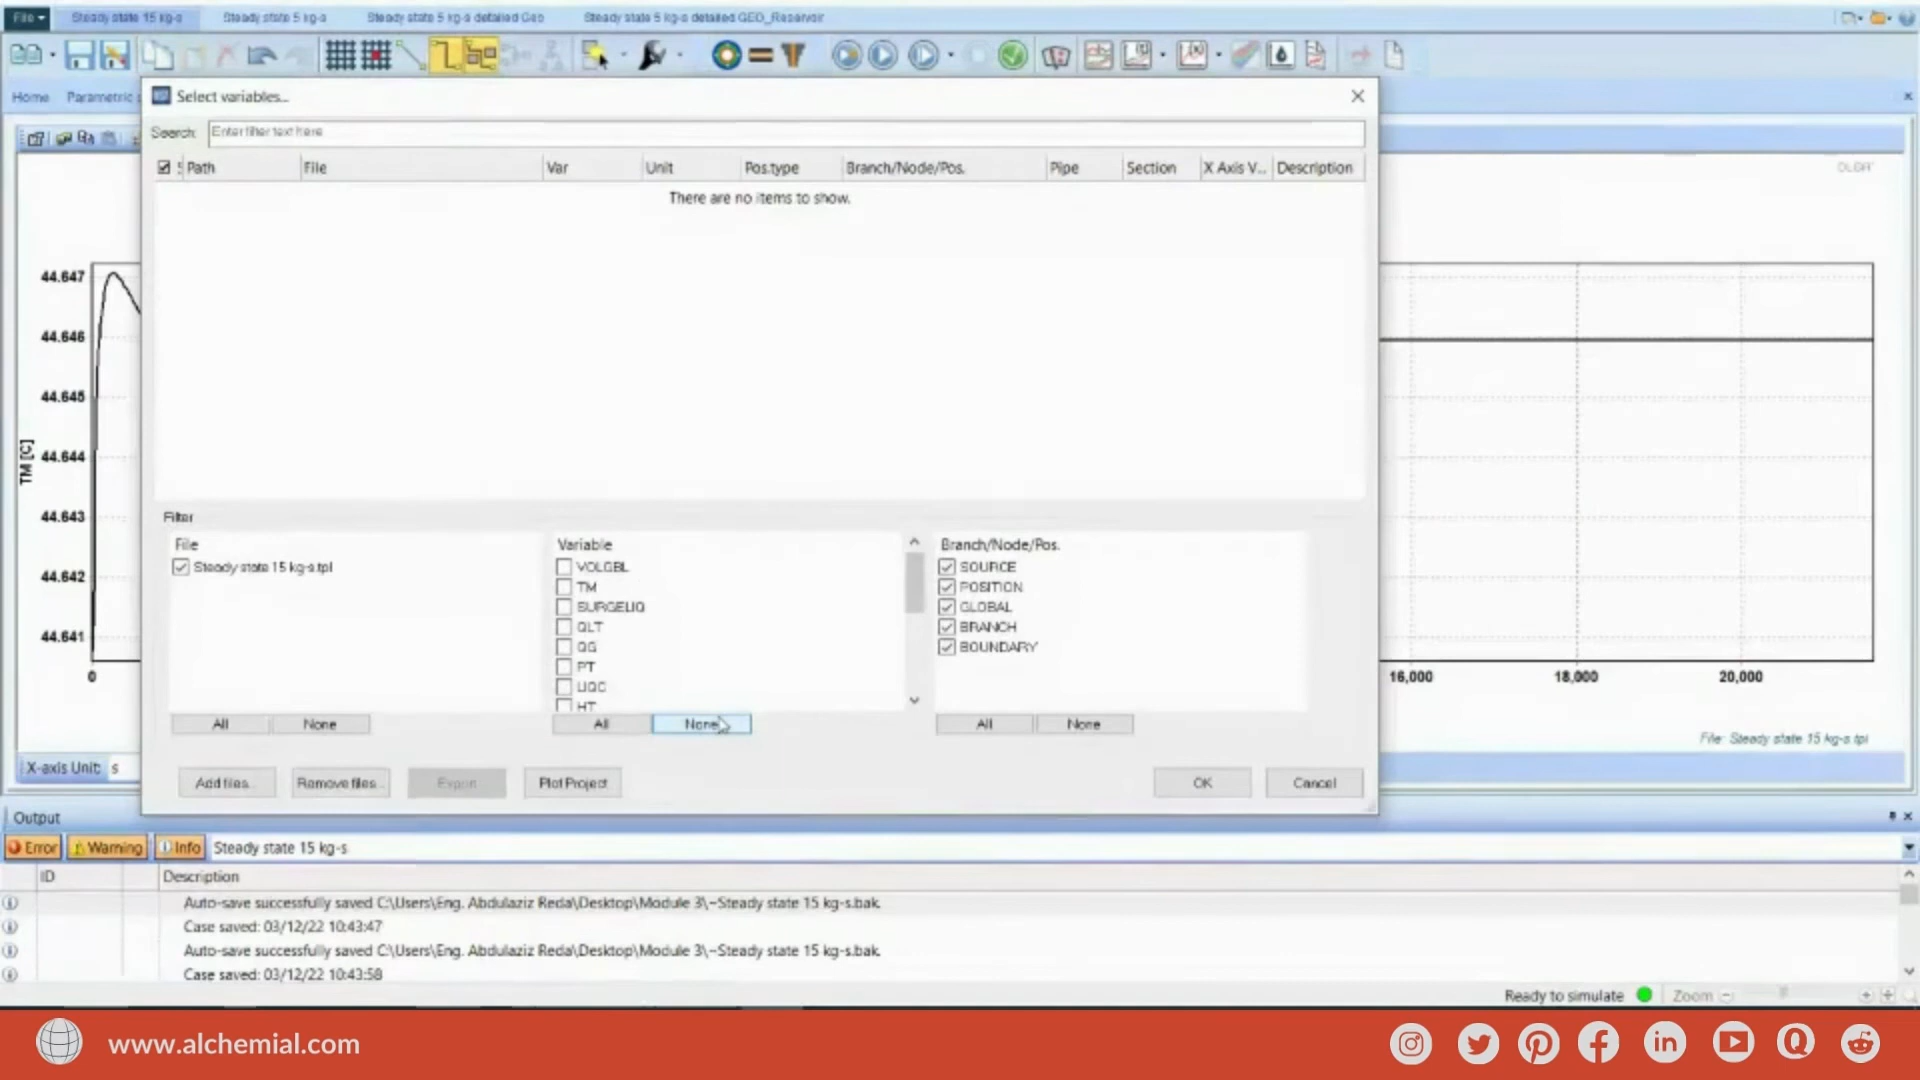 File Steady state 15 kg-s Steady state 5 kg-s Steady state 5 kg-s detailed Geo Steady state 5 kg-s detailed GEO_Reservoir
Home Parametric
Select variables...
Search: Enter filter text here
Path File Var Unit Pos.type Branch/Node/Pos. Pipe Section X Axis V... Description
There are no items to show.
OLGA
TM [C]
44.647
44.646
44.645
44.644
44.643
44.642
44.641
0 16,000 18,000 20,000
File: Steady state 15 kg-s.tpl
X-axis Unit: s
Filter
File
Steady state 15 kg-s.tpl
All None
Variable
VOLGBL
TM
SURGELIQ
QLT
QG
PT
LIQC
HT
All None
Branch/Node/Pos.
SOURCE
POSITION
GLOBAL
BRANCH
BOUNDARY
All None
Add files... Remove files... Export Plot Project OK Cancel
Output
Error Warning Info Steady state 15 kg-s
ID Description
Auto-save successfully saved C:\Users\Eng. Abdulaziz Reda\Desktop\Module 3\~Steady state 15 kg-s.bak.
Case saved: 03/12/22 10:43:47
Auto-save successfully saved C:\Users\Eng. Abdulaziz Reda\Desktop\Module 3\~Steady state 15 kg-s.bak.
Case saved: 03/12/22 10:43:58
Ready to simulate Zoom
www.alchemial.com